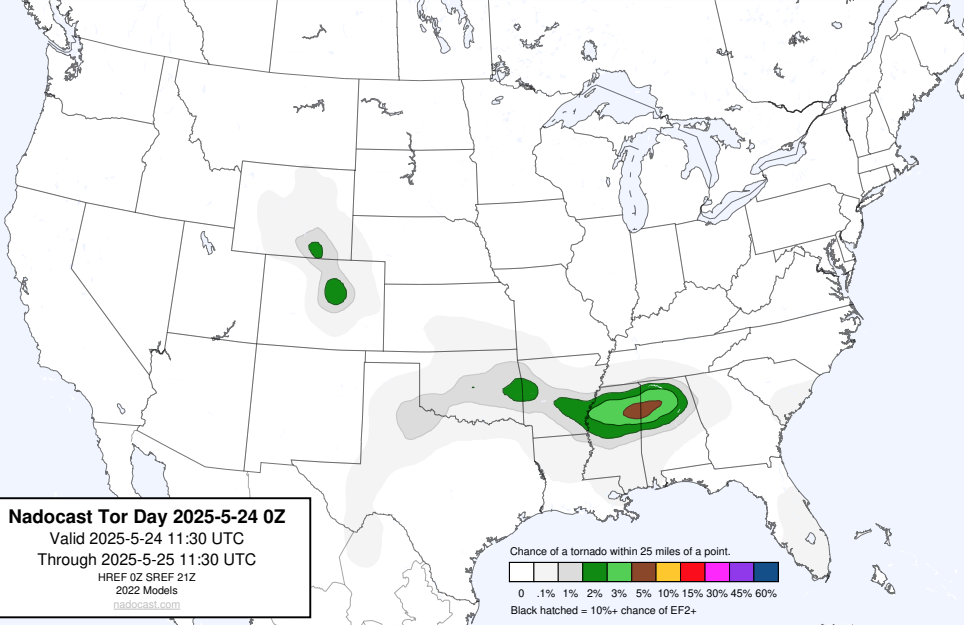 Nadocast Tor Day 2025-5-24 0Z
Valid 2025-5-24 11:30 UTC
Through 2025-5-25 11:30 UTC
HREF 0Z SREF 21Z
2022 Models
nadocast.com
Chance of a tornado within 25 miles of a point.
0 .1% 1% 2% 3% 5% 10% 15% 30% 45% 60%
Black hatched = 10%+ chance of EF2+